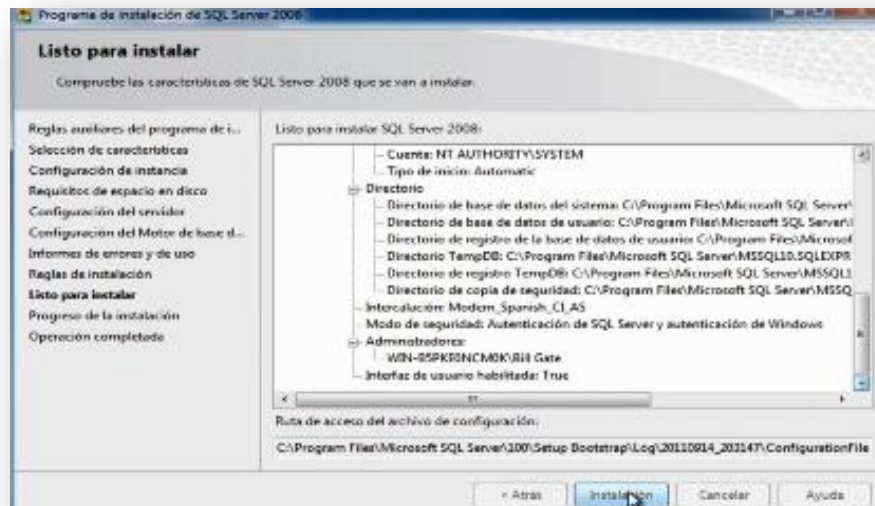 Programa de instalación de SQL Server 2008
Listo para instalar
Compruebe las características de SQL Server 2008 que se van a instalar.
Reglas auxiliares del programa de i...
Selección de características
Configuración de instancia
Requisitos de espacio en disco
Configuración del servidor
Configuración del Motor de base d...
Informes de errores y de uso
Reglas de instalación
Listo para instalar
Progreso de la instalación
Operación completada
Listo para instalar SQL Server 2008:
Cuenta: NT AUTHORITY\SYSTEM
Tipo de inicio: Automatic
Directorio
Directorio de base de datos del sistema: C:\Program Files\Microsoft SQL Server\
Directorio de base de datos de usuario: C:\Program Files\Microsoft SQL Server\
Directorio de registro de la base de datos de usuario: C:\Program Files\Microsof
Directorio TempDB: C:\Program Files\Microsoft SQL Server\MSSQL10.SQLEXPR
Directorio de registro TempDB: C:\Program Files\Microsoft SQL Server\MSSQL1
Directorio de copia de seguridad: C:\Program Files\Microsoft SQL Server\MSSQ
Intercalación: Modern_Spanish_CI_AS
Modo de seguridad: Autenticación de SQL Server y autenticación de Windows
Administradores:
\Bill Gate
Interfaz de usuario habilitada: True
Ruta de acceso del archivo de configuración:
C:\Program Files\Microsoft SQL Server\100\Setup Bootstrap\Log\20110914_203147\ConfigurationFile
< Atrás
Instalación
Cancelar
Ayuda